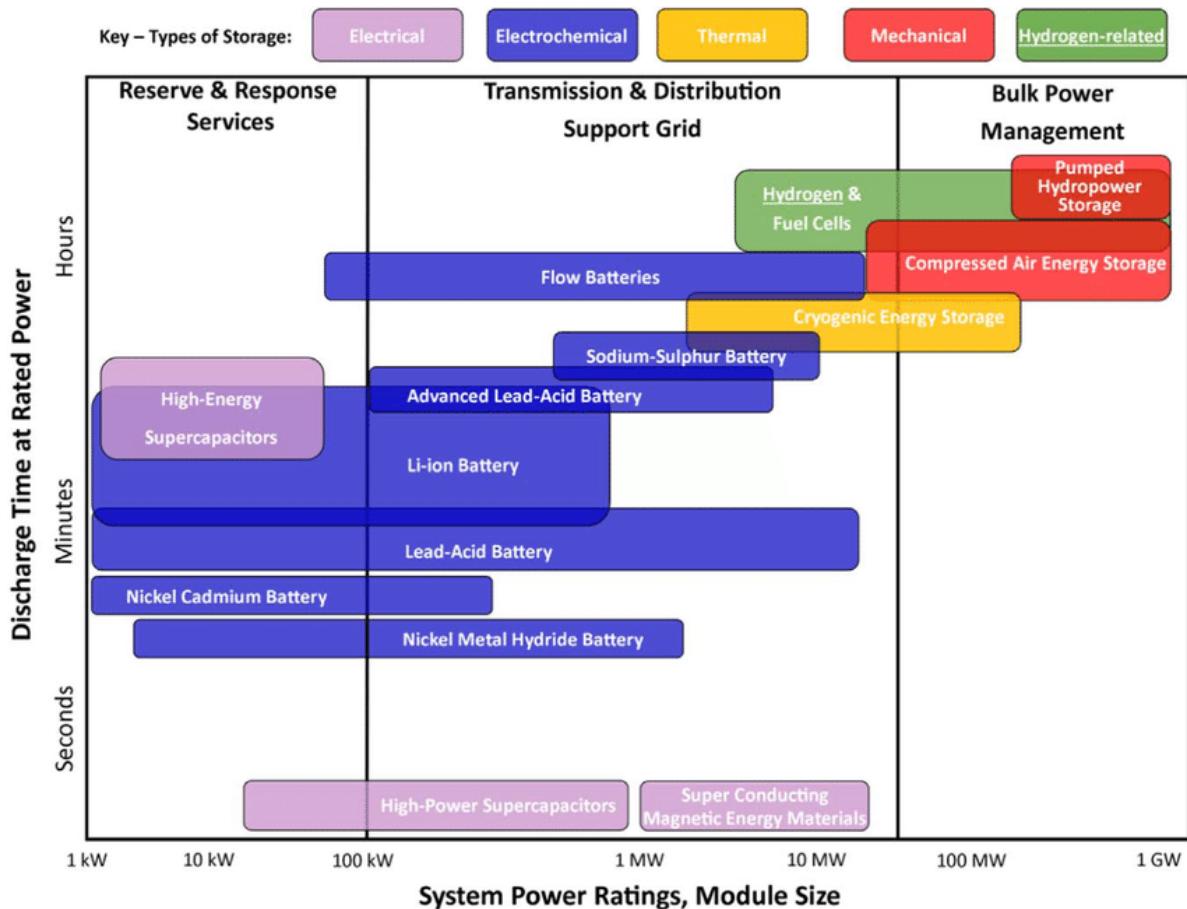 Key – Types of Storage:
Electrical
Electrochemical
Thermal
Mechanical
Hydrogen-related
Reserve & Response
Services
Transmission & Distribution
Support Grid
Bulk Power
Management
Pumped
Hydropower
Storage
Hydrogen &
Fuel Cells
Compressed Air Energy Storage
Flow Batteries
Cryogenic Energy Storage
Sodium-Sulphur Battery
Advanced Lead-Acid Battery
High-Energy
Supercapacitors
Li-ion Battery
Lead-Acid Battery
Nickel Cadmium Battery
Nickel Metal Hydride Battery
High-Power Supercapacitors
Super Conducting
Magnetic Energy Materials
Discharge Time at Rated Power
Hours
Minutes
Seconds
1 kW
10 kW
100 kW
1 MW
10 MW
100 MW
1 GW
System Power Ratings, Module Size